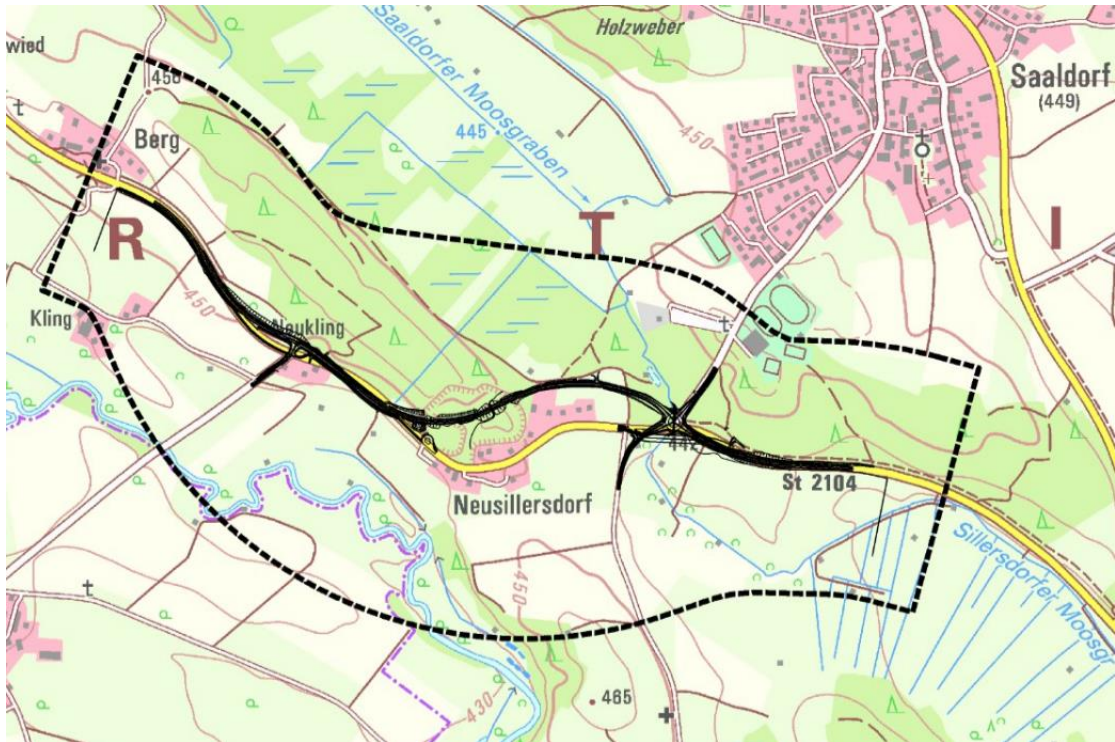 Holzweber
wied
Saaldorf
(449)
Saaldorfer Moosgraben
450
445
Berg
450
R
T
I
450
Kling
Neukling
442
St 2104
Neusillersdorf
450
Sillersdorfer Moosgr
430
465